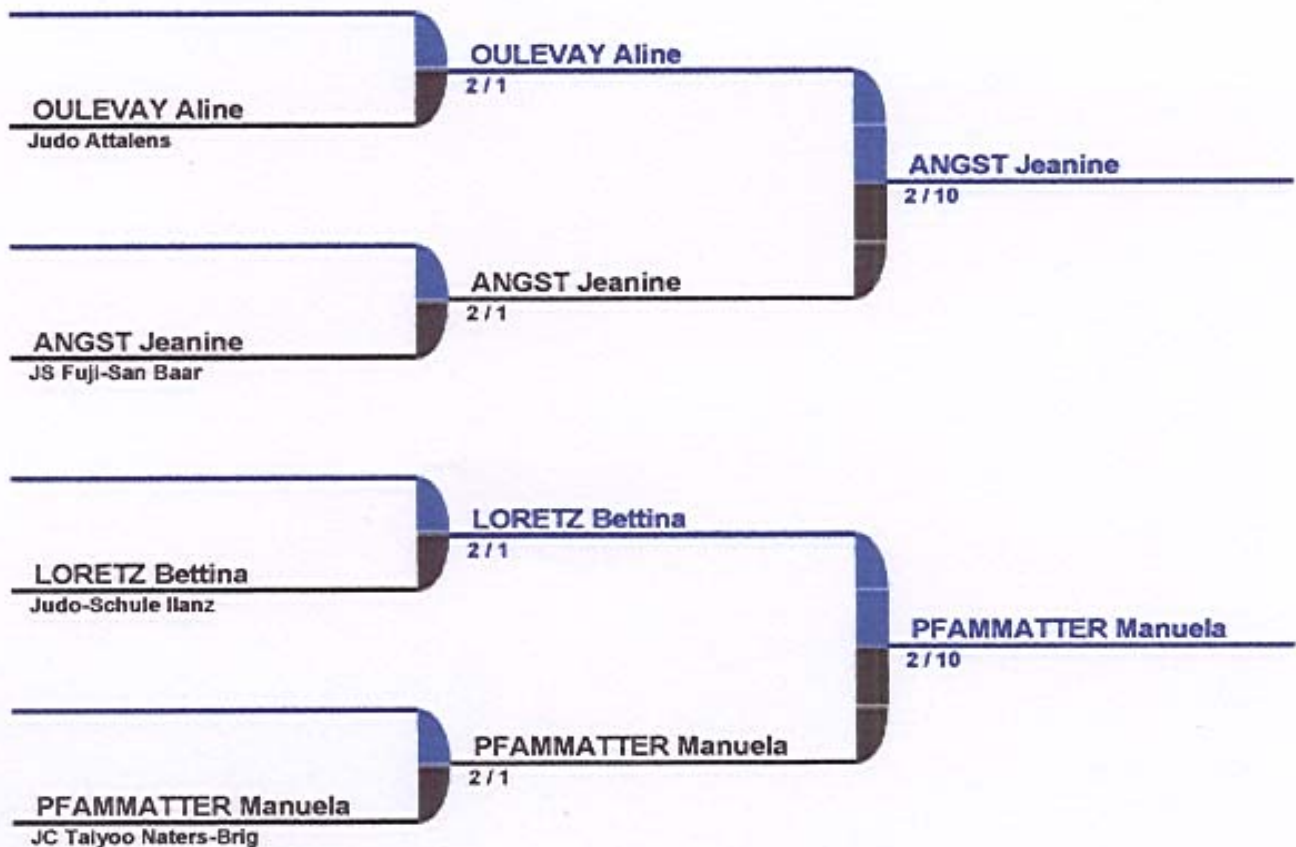 OULEVAY Aline
2 / 1
OULEVAY Aline
Judo Attalens
ANGST Jeanine
2 / 10
ANGST Jeanine
2 / 1
ANGST Jeanine
JS Fuji-San Baar
LORETZ Bettina
2 / 1
LORETZ Bettina
Judo-Schule Ilanz
PFAMMATTER Manuela
2 / 10
PFAMMATTER Manuela
2 / 1
PFAMMATTER Manuela
JC Taiyoo Naters-Brig